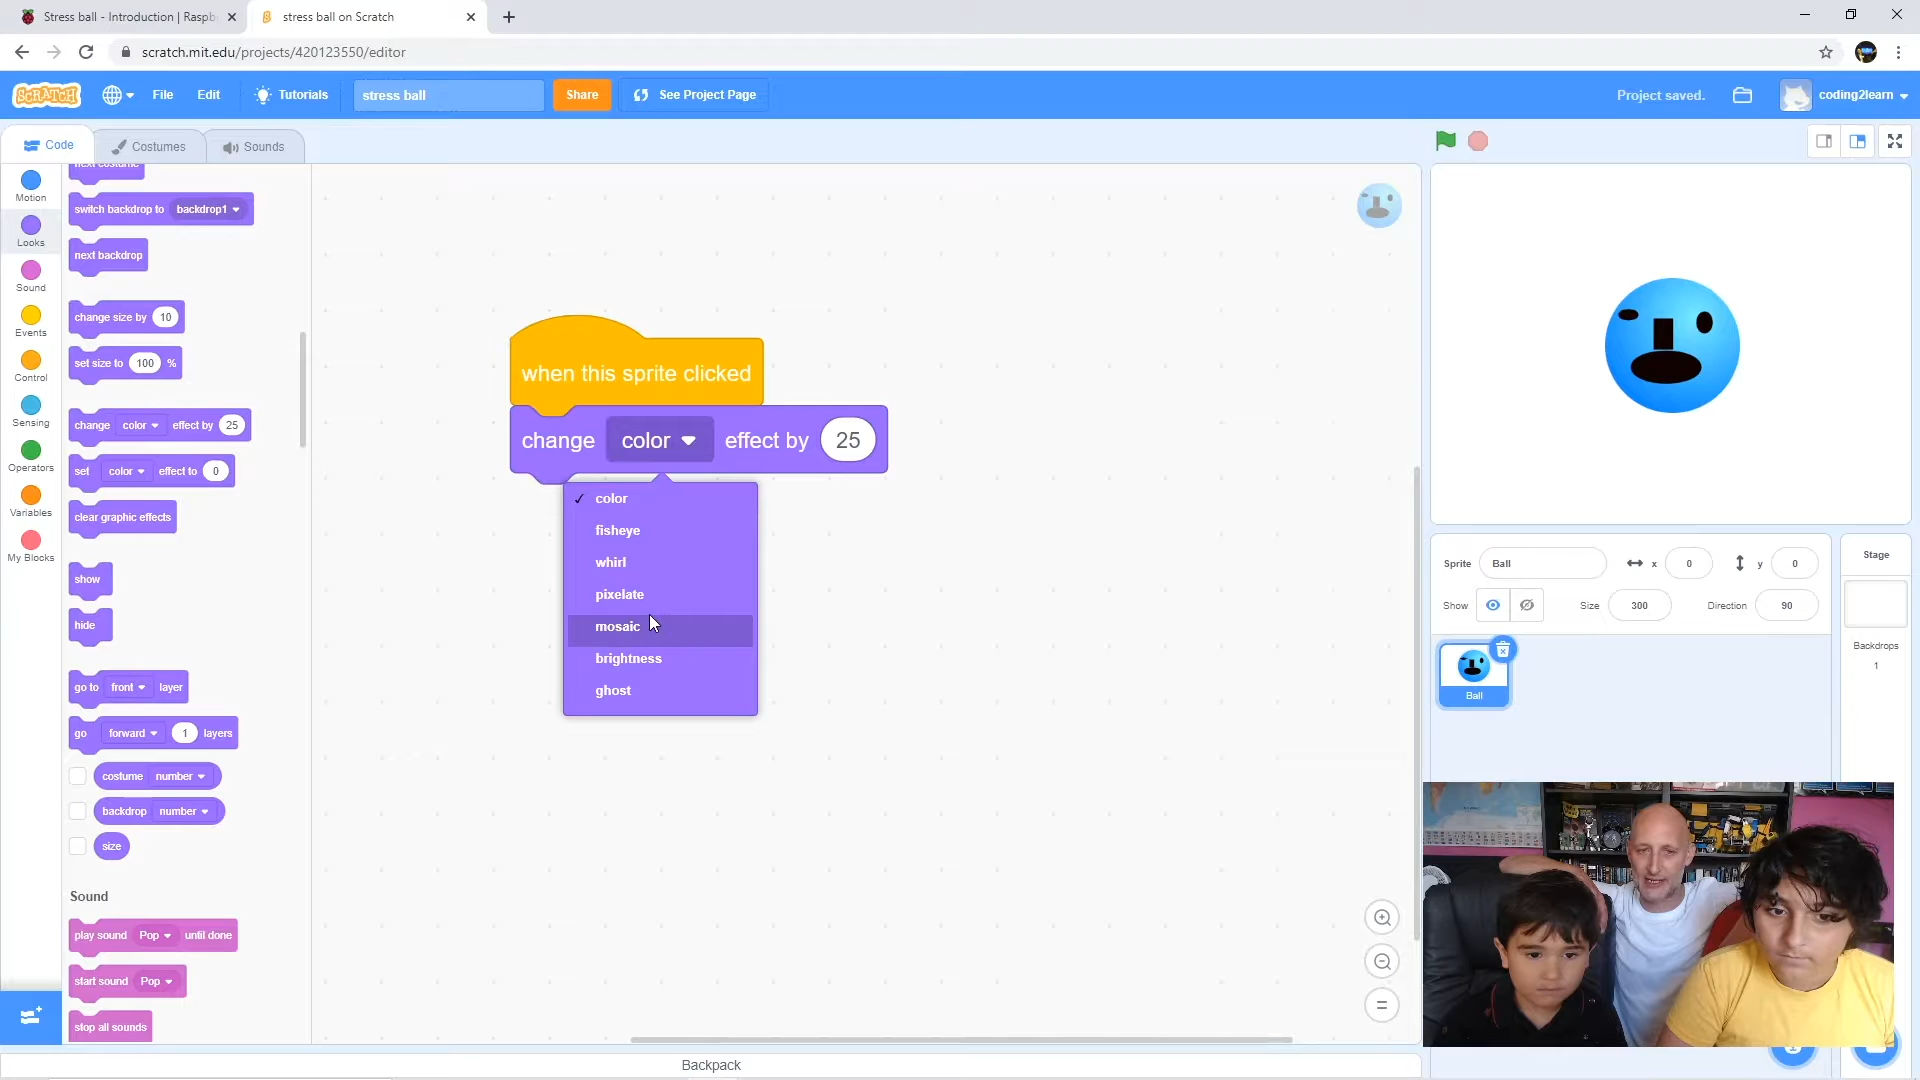 Stress ball - Introduction | Raspb
stress ball on Scratch
scratch.mit.edu/projects/420123550/editor
SCRATCH
File
Edit
Tutorials
stress ball
Share
See Project Page
Project saved.
coding2learn
Code
Costumes
Sounds
Motion
Looks
Sound
Events
Control
Sensing
Operators
Variables
My Blocks
next costume
switch backdrop to backdrop1
next backdrop
change size by 10
set size to 100 %
change color effect by 25
set color effect to 0
clear graphic effects
show
hide
go to front layer
go forward 1 layers
costume number
backdrop number
size
Sound
play sound Pop until done
start sound Pop
stop all sounds
when this sprite clicked
change color effect by 25
✓ color
fisheye
whirl
pixelate
mosaic
brightness
ghost
Backpack
Sprite Ball x 0 y 0
Show Size 300 Direction 90
Ball
Stage
Backdrops
1